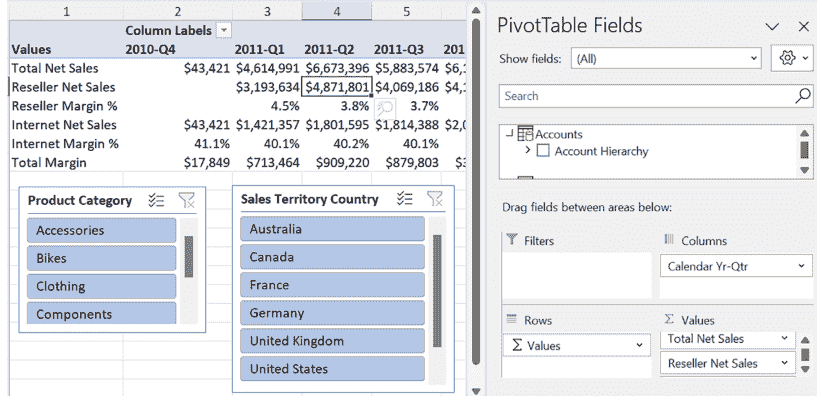 1 2 3 4 5
Column Labels
Values 2010-Q4 2011-Q1 2011-Q2 2011-Q3 201
Total Net Sales $43,421 $4,614,991 $6,673,396 $5,883,574 $6,
Reseller Net Sales $3,193,634 $4,871,801 $4,069,186 $4,
Reseller Margin % 4.5% 3.8% 3.7%
Internet Net Sales $43,421 $1,421,357 $1,801,595 $1,814,388 $2,
Internet Margin % 41.1% 40.1% 40.2% 40.1%
Total Margin $17,849 $713,464 $909,220 $879,803
Product Category
Accessories
Bikes
Clothing
Components
Sales Territory Country
Australia
Canada
France
Germany
United Kingdom
United States
PivotTable Fields
Show fields: (All)
Search
Accounts
Account Hierarchy
Drag fields between areas below:
Filters
Columns
Calendar Yr-Qtr
Rows
Σ Values
Σ Values
Total Net Sales
Reseller Net Sales